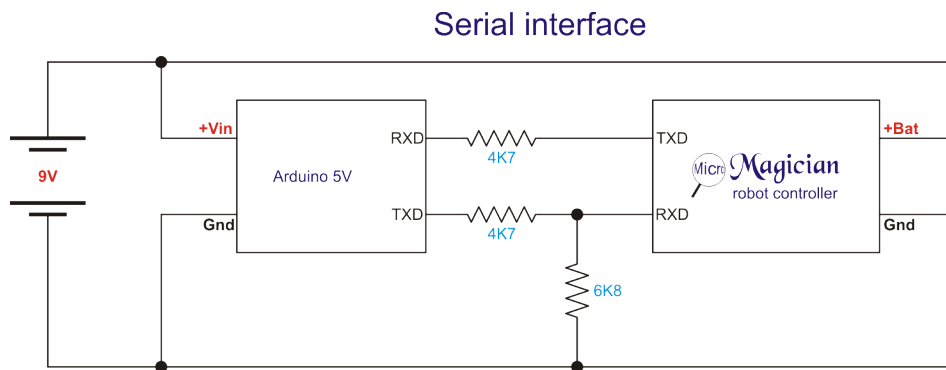 Serial interface
+Vin
RXD
4K7
TXD
+Bat
9V
Arduino 5V
Micro Magician
robot controller
Gnd
TXD
4K7
RXD
Gnd
6K8